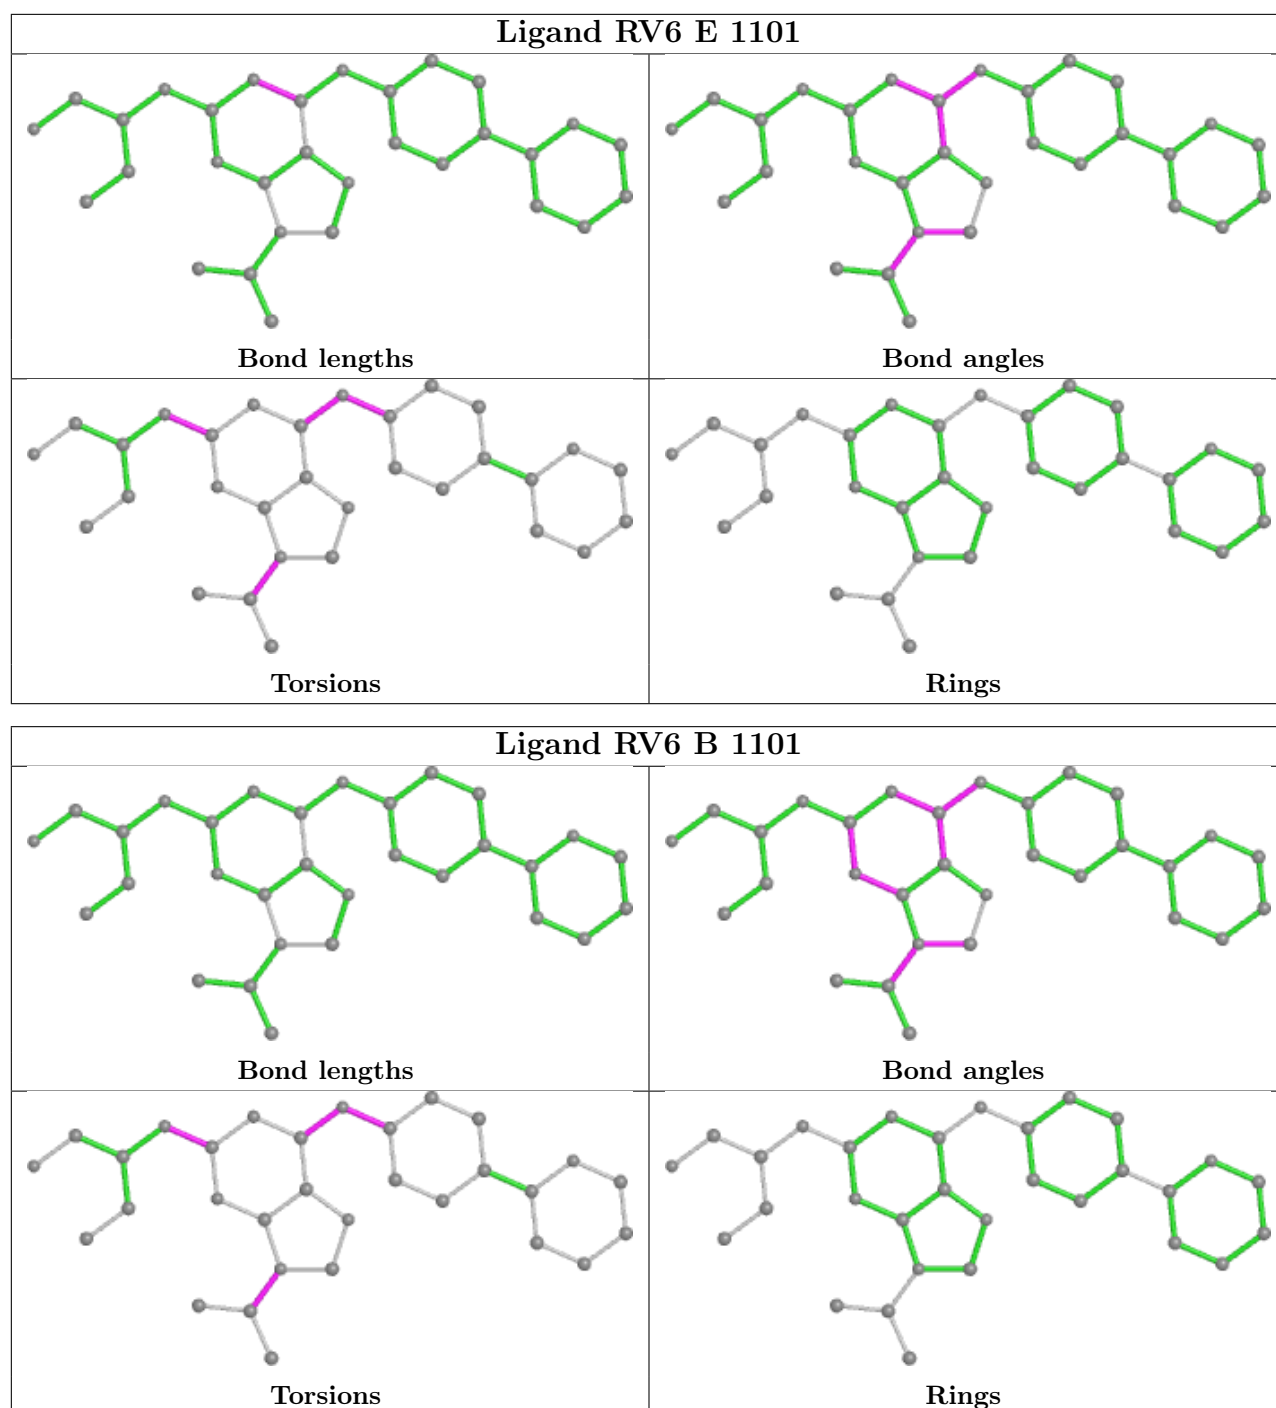 Ligand RV6 E 1101
Bond lengths
Bond angles
Torsions
Rings
Ligand RV6 B 1101
Bond lengths
Bond angles
Torsions
Rings